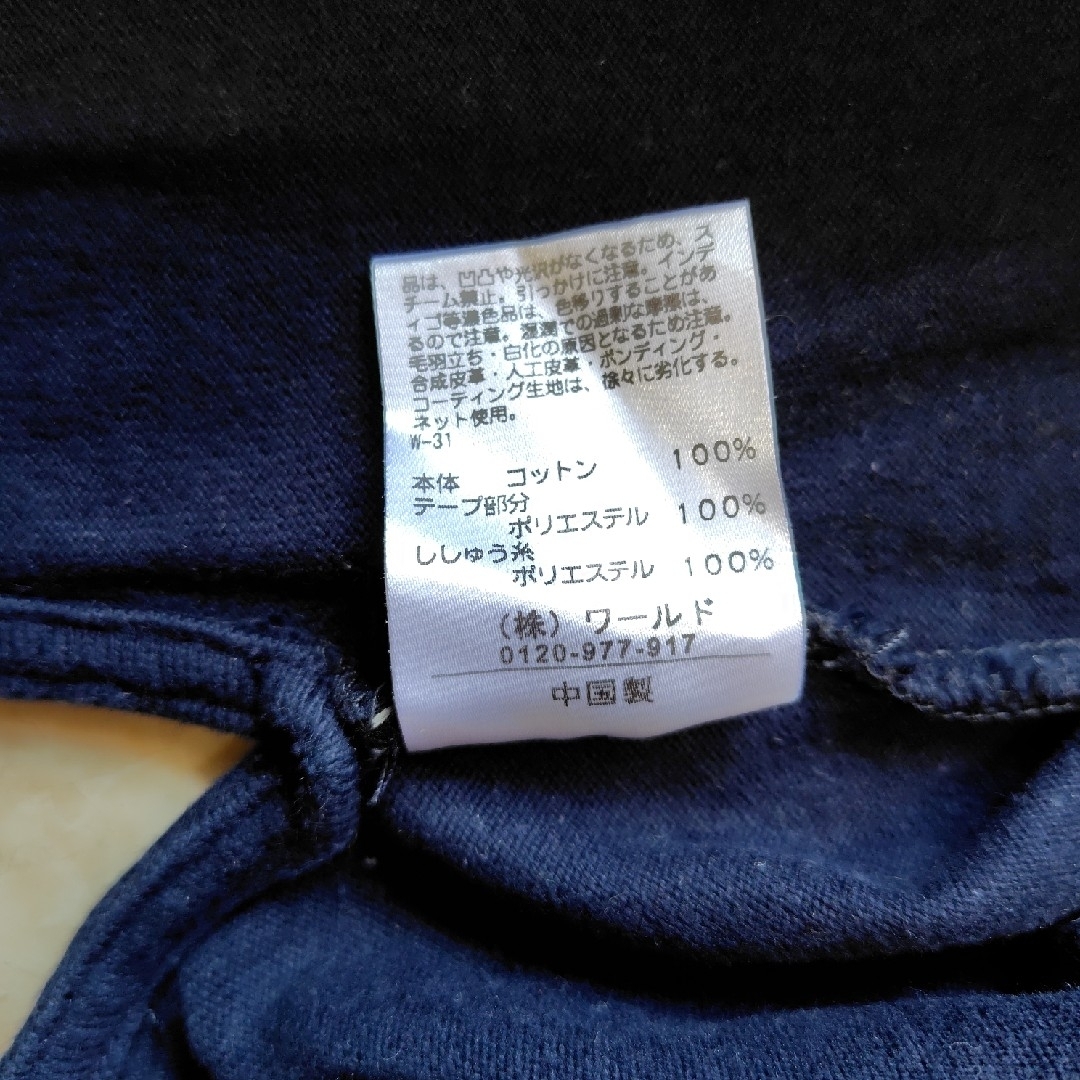 品は、凹凸や光沢がなくなるため、ス
チーム禁止。引っかけに注意。インデ
ィゴ等濃色品は、色移りすることがあ
るので注意。湿潤での過剰な摩擦は、
毛羽立ち・白化の原因となるため注意。
合成皮革・人工皮革・ボンディング・
コーティング生地は、徐々に劣化する。
ネット使用。
W-31
本体 コットン 100%
テープ部分
ポリエステル 100%
ししゅう糸
ポリエステル 100%
(株) ワールド
0120-977-917
中国製